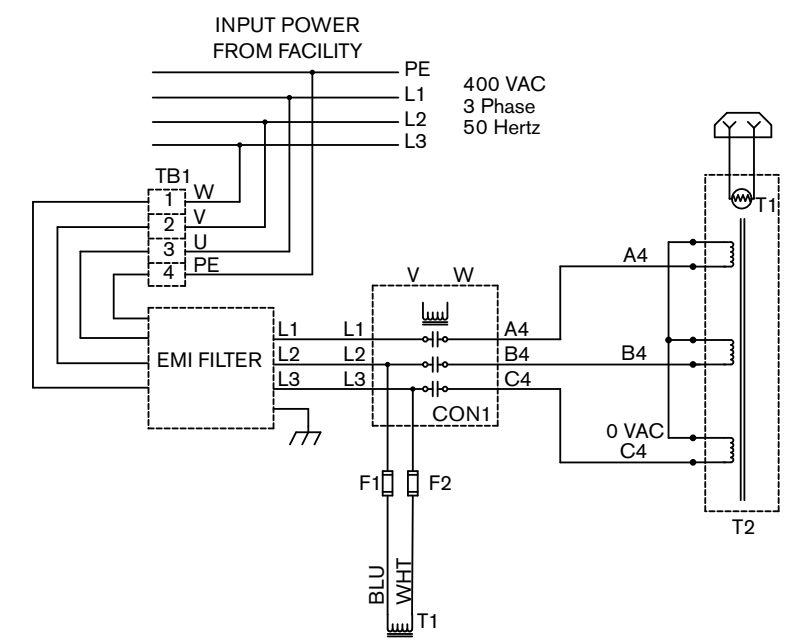 INPUT POWER
FROM FACILITY
PE
L1
L2
L3
400 VAC
3 Phase
50 Hertz
TB1
1 W
2 V
3 U
4 PE
T1
V W
A4
EMI FILTER
L1 L1 A4
L2 L2 B4 B4
L3 L3 C4
CON1
0 VAC
C4
F1 F2
T2
BLU
WHT
T1